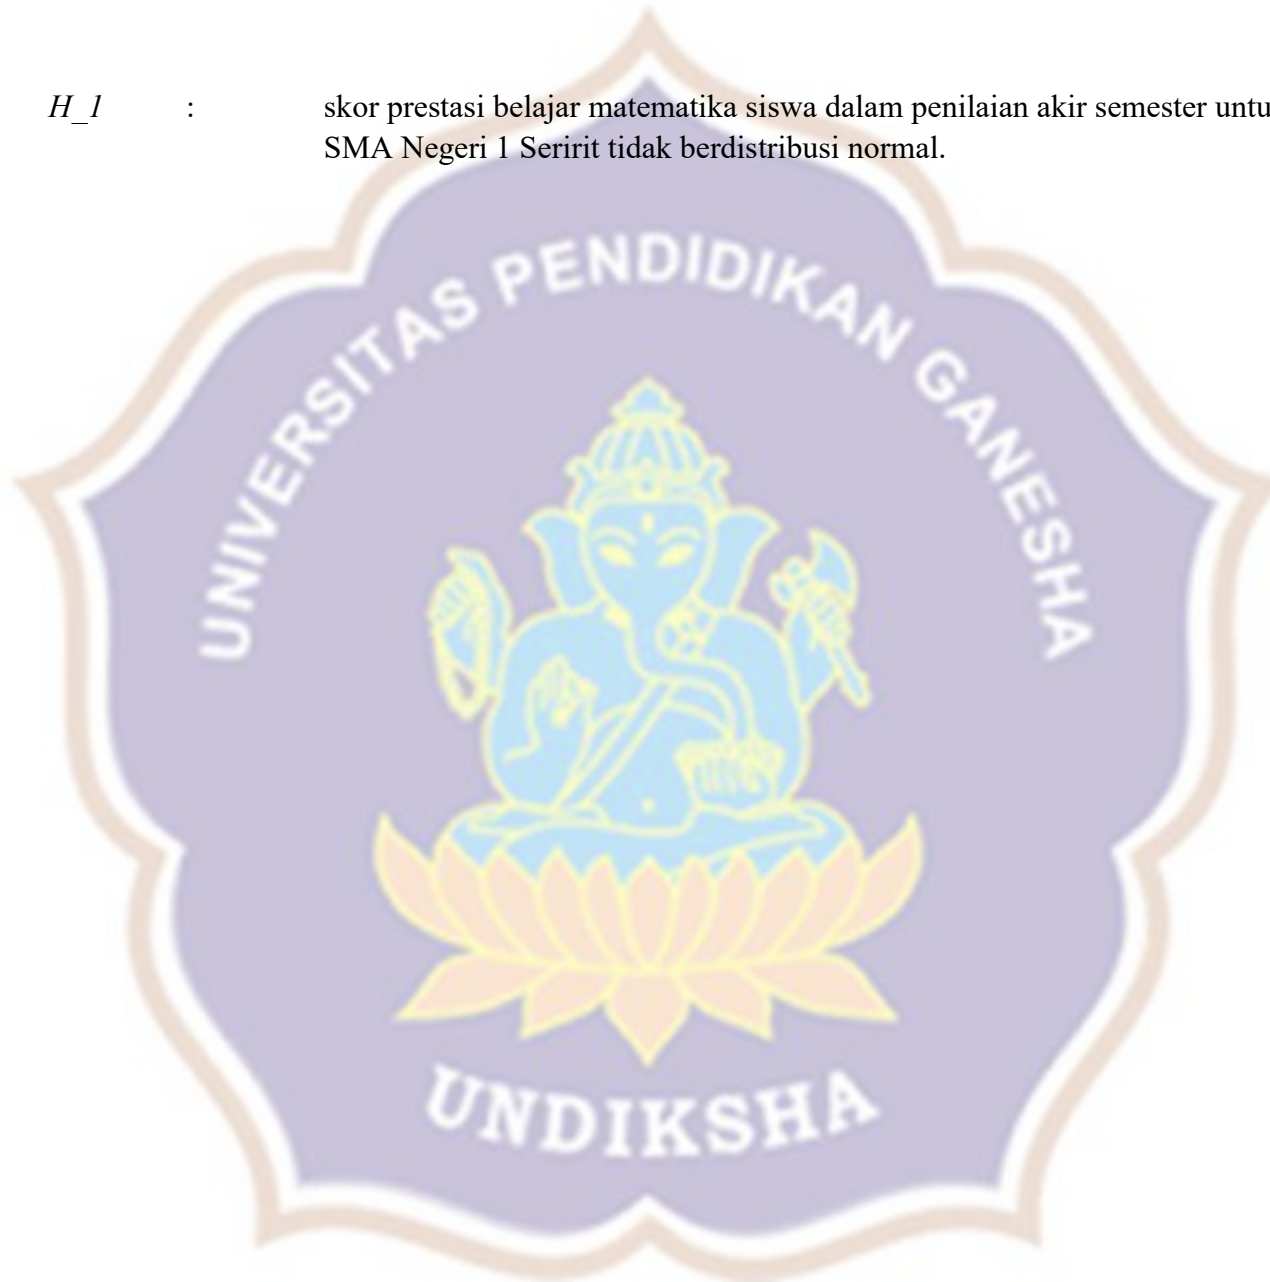 H_1 : skor prestasi belajar matematika siswa dalam penilaian akir semester untu
SMA Negeri 1 Seririt tidak berdistribusi normal.
UNIVERSITAS PENDIDIKAN GANESHA
UNDIKSHA